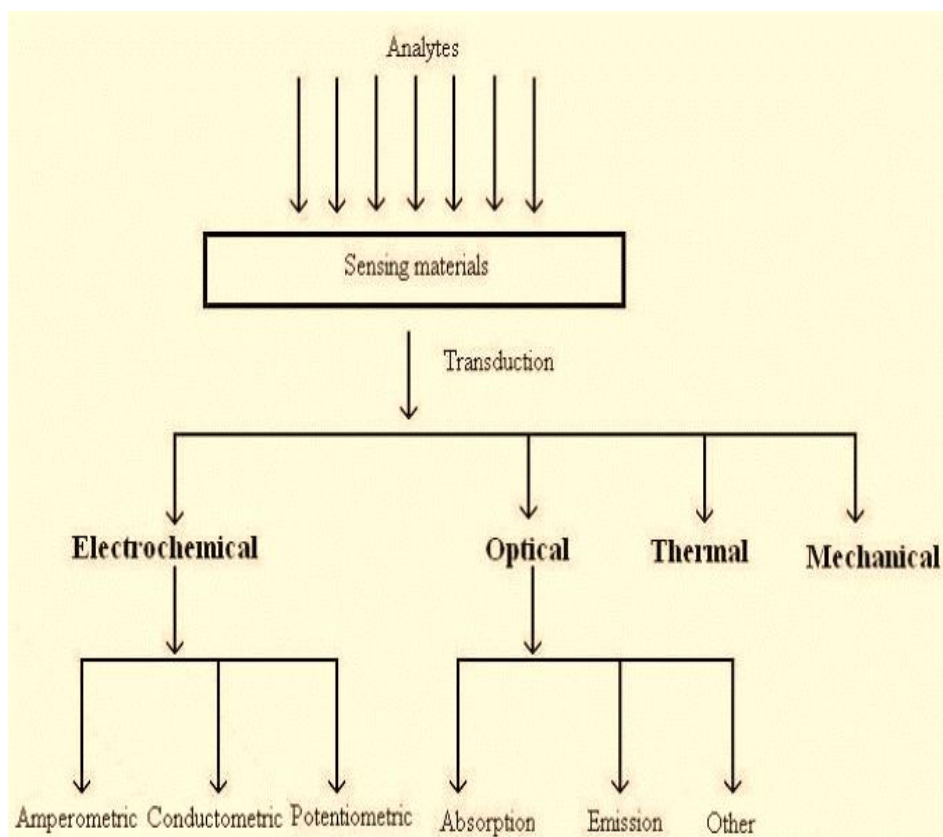 Analytes
Sensing materials
Transduction
Electrochemical Optical Thermal Mechanical
Amperometric Conductometric Potentiometric Absorption Emission Other